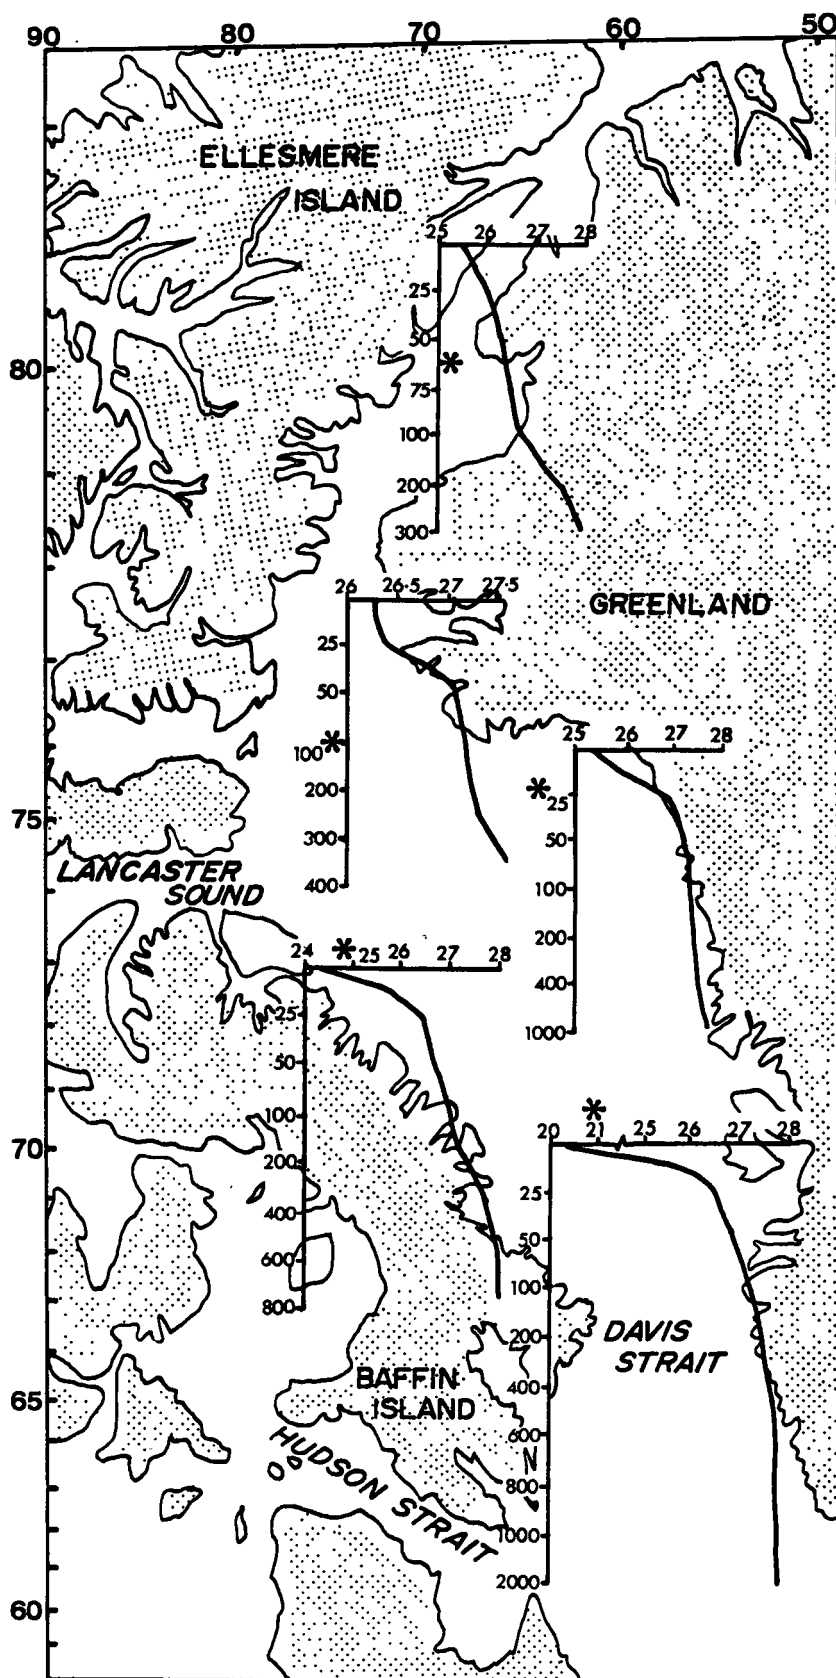 90 80 70 60 50
ELLESMERE
ISLAND
25 26 27 28
25
50
80
*
75
100
200
300
GREENLAND
26 26·5 27 27·5
25
50
*
100
200
300
400
25 26 27 28
*
25
50
100
200
400
1000
75
LANCASTER
SOUND
*
24 25 26 27 28
25
50
100
200
400
600
800
70
*
20 21 25 26 27 28
25
50
100
200
400
600
800
1000
2000
DAVIS
STRAIT
65
BAFFIN
ISLAND
HUDSON STRAIT
60